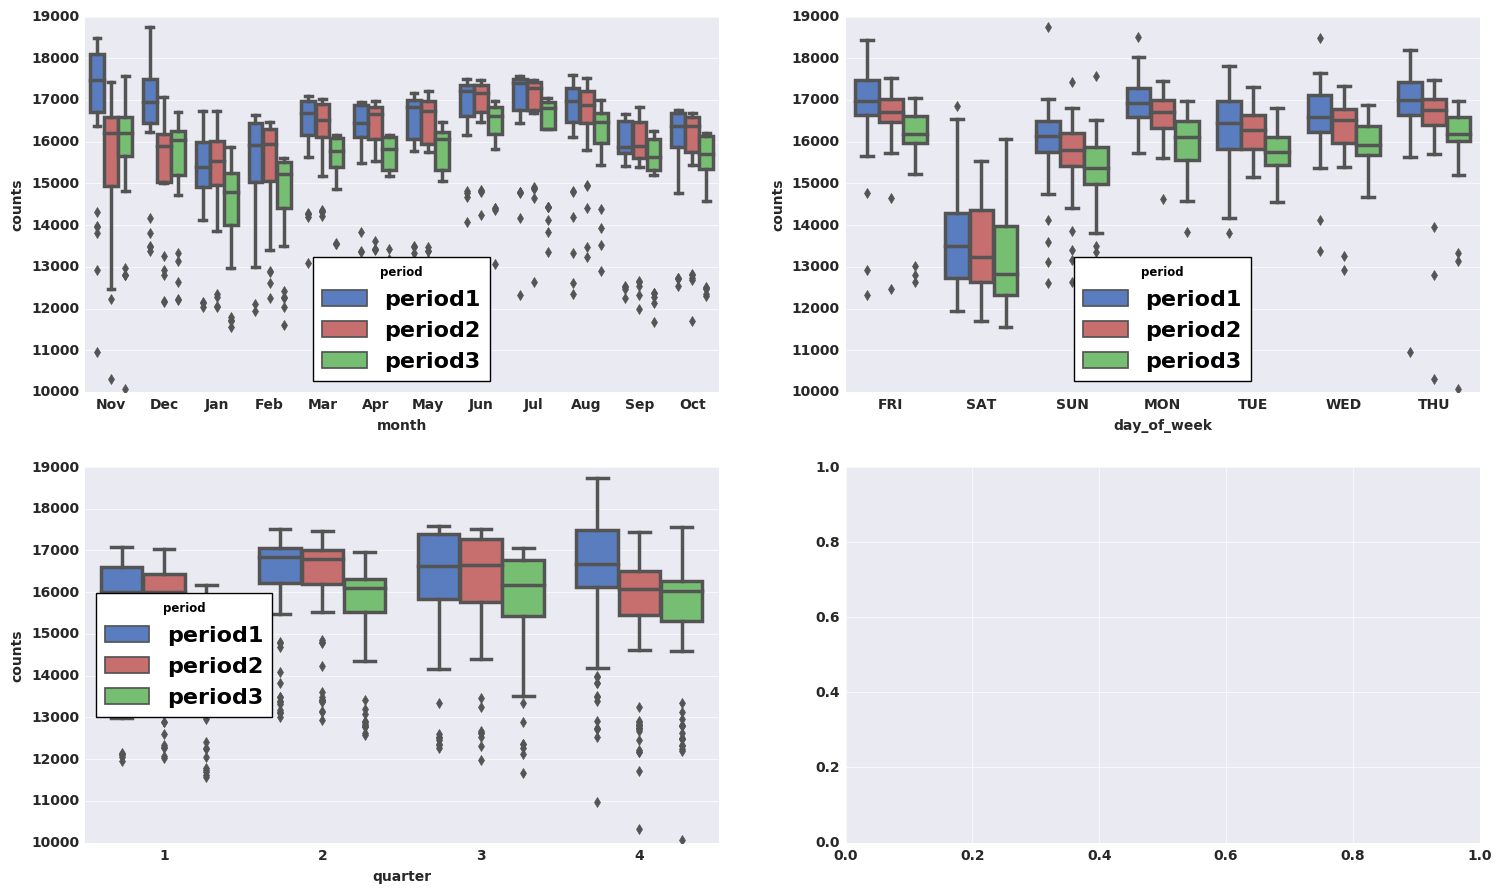 19000
18000
17000
16000
15000
14000
13000
12000
11000
10000
counts
Nov Dec Jan Feb Mar Apr May Jun Jul Aug Sep Oct
month
period
period1
period2
period3
19000
18000
17000
16000
15000
14000
13000
12000
11000
10000
counts
FRI SAT SUN MON TUE WED THU
day_of_week
period
period1
period2
period3
19000
18000
17000
16000
15000
14000
13000
12000
11000
10000
counts
1 2 3 4
quarter
period
period1
period2
period3
1.0
0.8
0.6
0.4
0.2
0.0
0.0 0.2 0.4 0.6 0.8 1.0